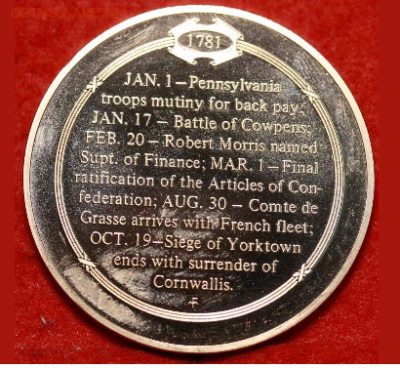 1781
JAN. 1—Pennsylvania
troops mutiny for back pay;
JAN. 17 — Battle of Cowpens;
FEB. 20 — Robert Morris named
Supt. of Finance; MAR. 1—Final
ratification of the Articles of Con-
federation; AUG. 30 — Comte de
Grasse arrives with French fleet;
OCT. 19—Siege of Yorktown
ends with surrender of
Cornwallis.